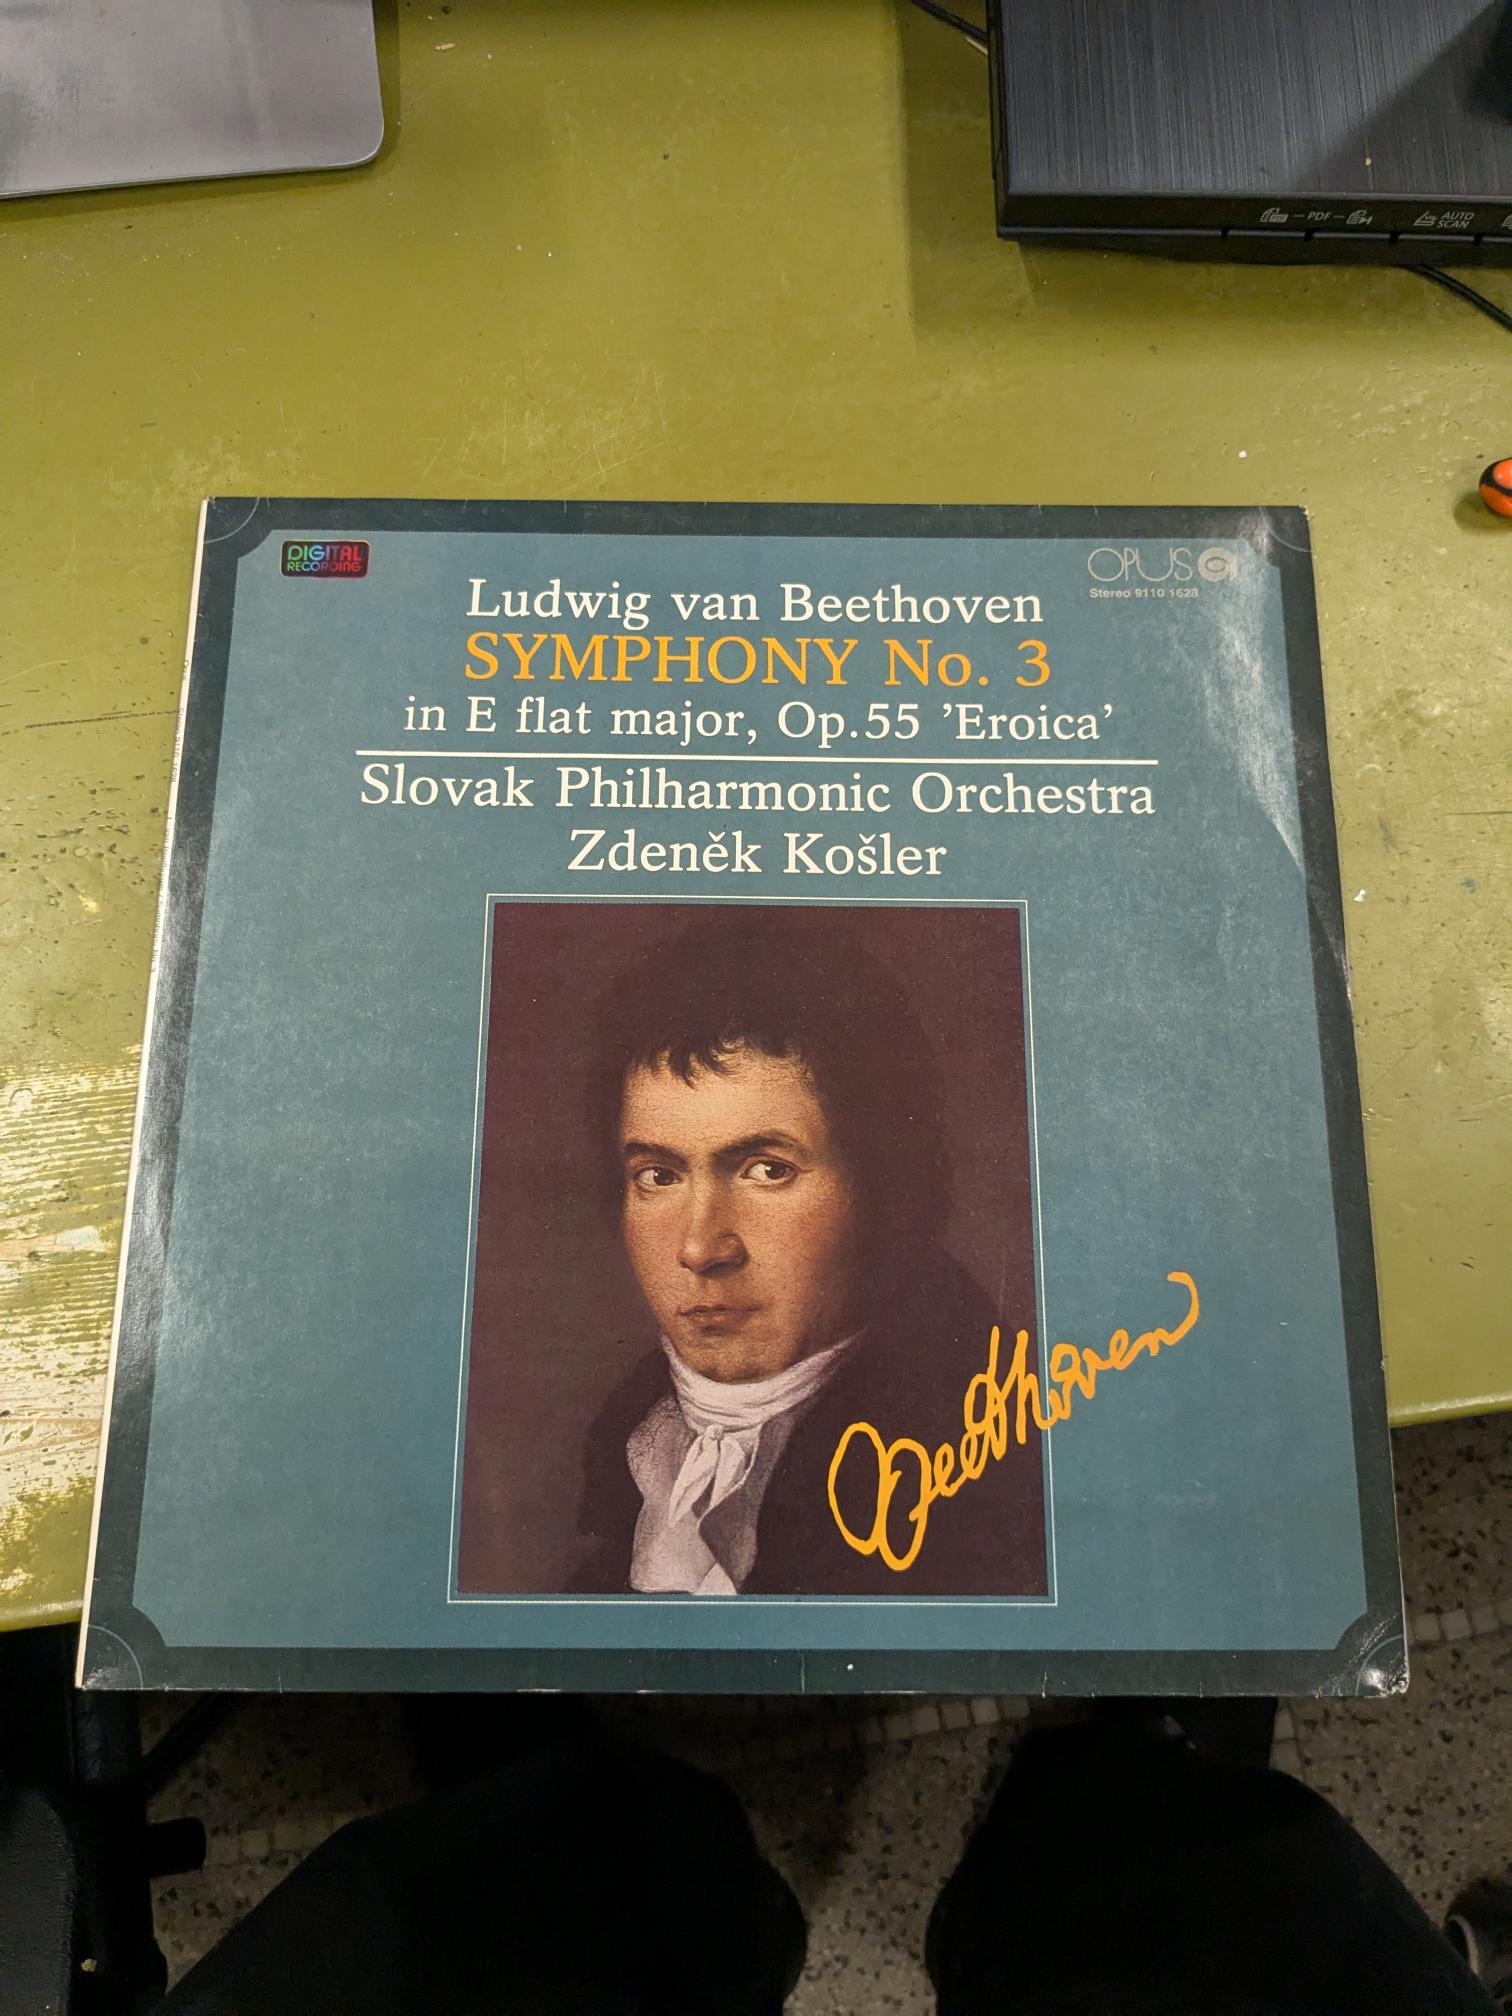 PDF
AUTO
SCAN
DIGITAL
RECORDING
OPUS
Stereo 9110 1628
Ludwig van Beethoven
SYMPHONY No. 3
in E flat major, Op.55 ’Eroica’
Slovak Philharmonic Orchestra
Zdeněk Košler
Beethoven